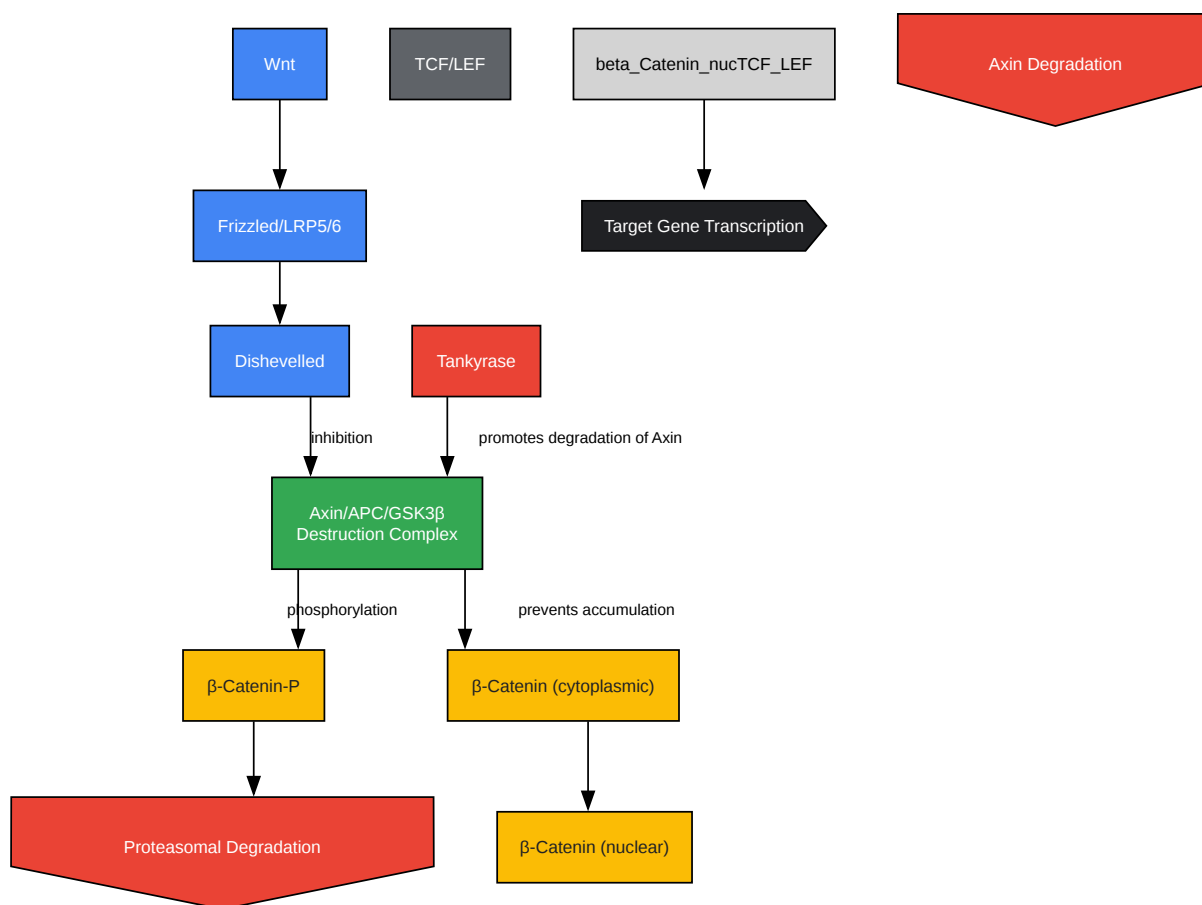 Wnt
TCF/LEF
beta_Catenin_nucTCF_LEF
Axin Degradation
Frizzled/LRP5/6
Target Gene Transcription
Dishevelled
Tankyrase
inhibition
promotes degradation of Axin
Axin/APC/GSK3β
Destruction Complex
phosphorylation
prevents accumulation
β-Catenin-P
β-Catenin (cytoplasmic)
Proteasomal Degradation
β-Catenin (nuclear)